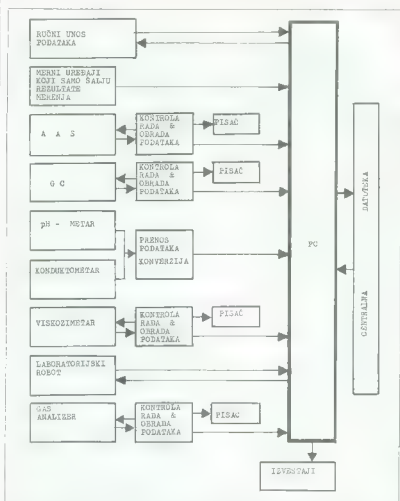 RUČNI UNOS
PODATAKA
MERNI UREĐAJI
KOJI SAMO ŠALJU
REZULTATE
MERENJA
A A S
KONTROLA
RADA &
OBRADA
PODATAKA
PISAČ
GC
KONTROLA
RADA &
OBRADA
PODATAKA
PISAČ
pH - METAR
KONDUKTOMETAR
PRENOS
PODATAKA
KONVERZIJA
PC
CENTRALNA DATOTEKA
VISKOZIMETAR
KONTROLA
RADA &
OBRADA
PODATAKA
PISAČ
LABORATORIJSKI
ROBOT
GAS
ANALIZER
KONTROLA
RADA &
OBRADA
PODATAKA
PISAČ
IZVEŠTAJI